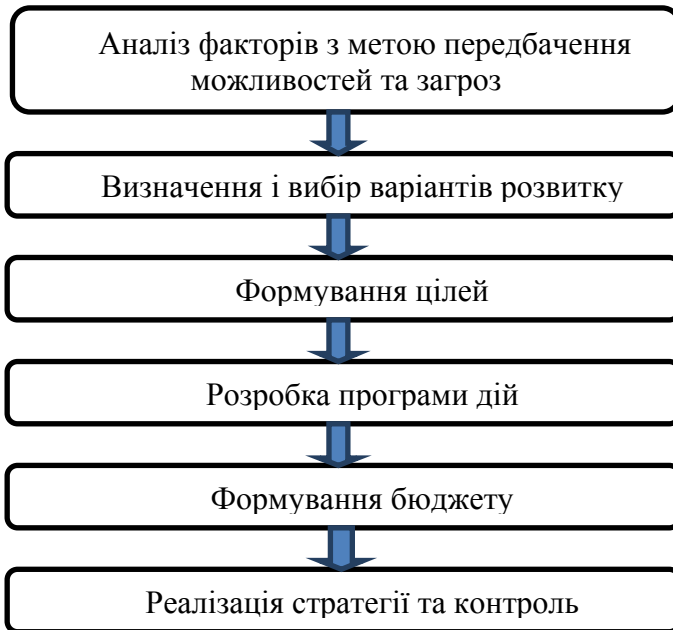 Аналіз факторів з метою передбачення
можливостей та загроз
Визначення і вибір варіантів розвитку
Формування цілей
Розробка програми дій
Формування бюджету
Реалізація стратегії та контроль